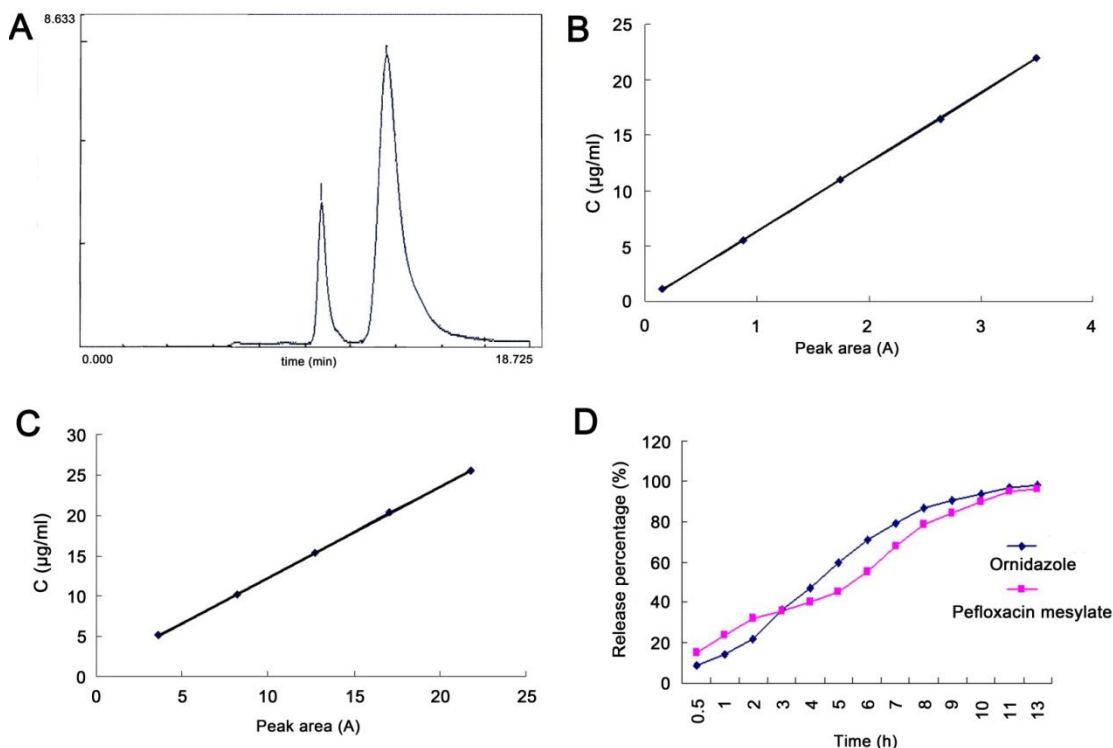 A
8.633
0.000
time (min)
18.725
B
25
20
15
10
5
0
C (µg/ml)
0 1 2 3 4
Peak area (A)
C
30
25
20
15
10
5
0
C (µg/ml)
0 5 10 15 20 25
Peak area (A)
D
120
100
80
60
40
20
0
Release percentage (%)
0.5 1 2 3 4 5 6 7 8 9 10 11 13
Time (h)
Ornidazole
Pefloxacin mesylate